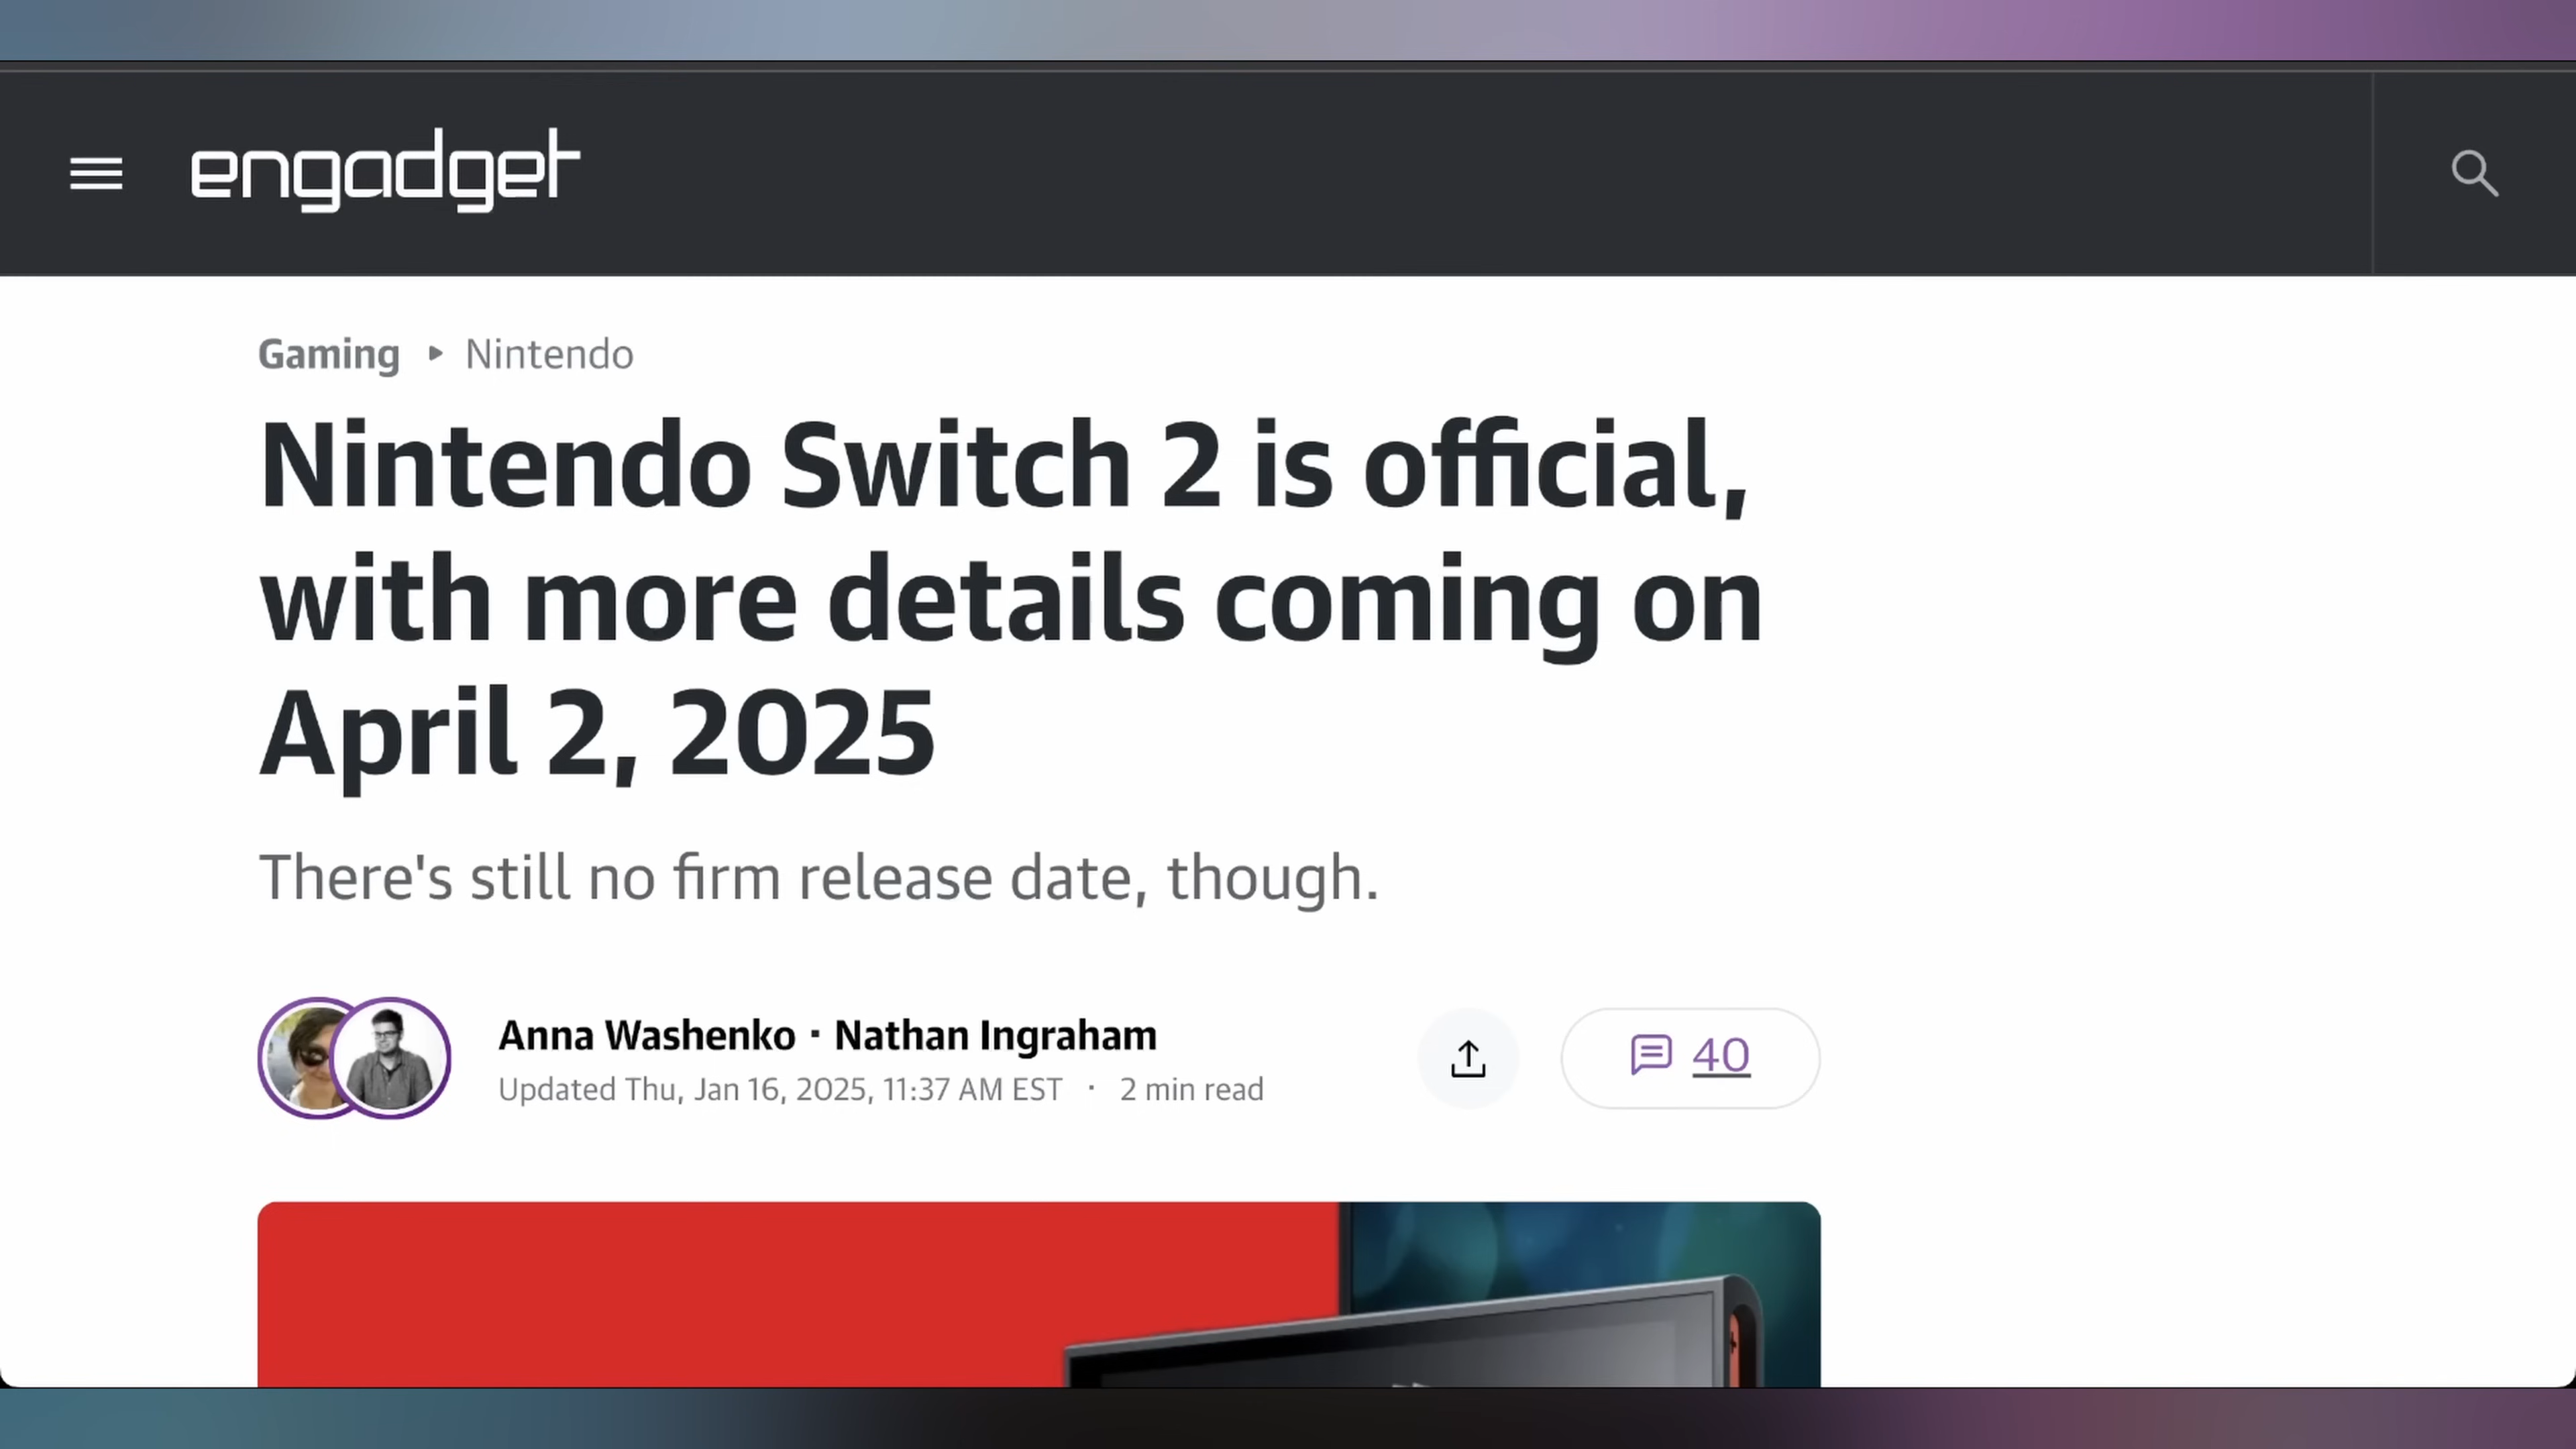 engadget
Gaming ▸ Nintendo
Nintendo Switch 2 is official,
with more details coming on
April 2, 2025
There's still no firm release date, though.
Anna Washenko · Nathan Ingraham
Updated Thu, Jan 16, 2025, 11:37 AM EST · 2 min read
40